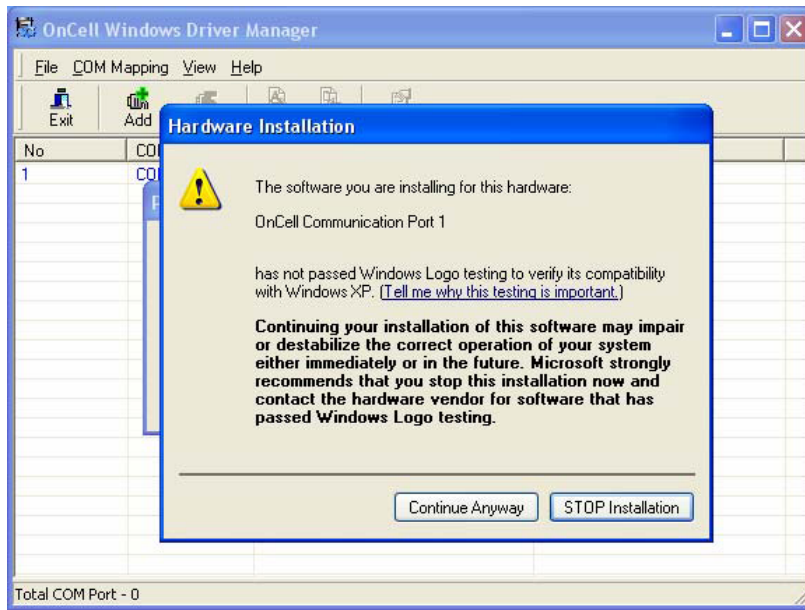 OnCell Windows Driver Manager
File COM Mapping View Help
Exit Add
Hardware Installation
No
1
The software you are installing for this hardware:
OnCell Communication Port 1
has not passed Windows Logo testing to verify its compatibility
with Windows XP. (Tell me why this testing is important.)
Continuing your installation of this software may impair
or destabilize the correct operation of your system
either immediately or in the future. Microsoft strongly
recommends that you stop this installation now and
contact the hardware vendor for software that has
passed Windows Logo testing.
Continue Anyway STOP Installation
Total COM Port - 0